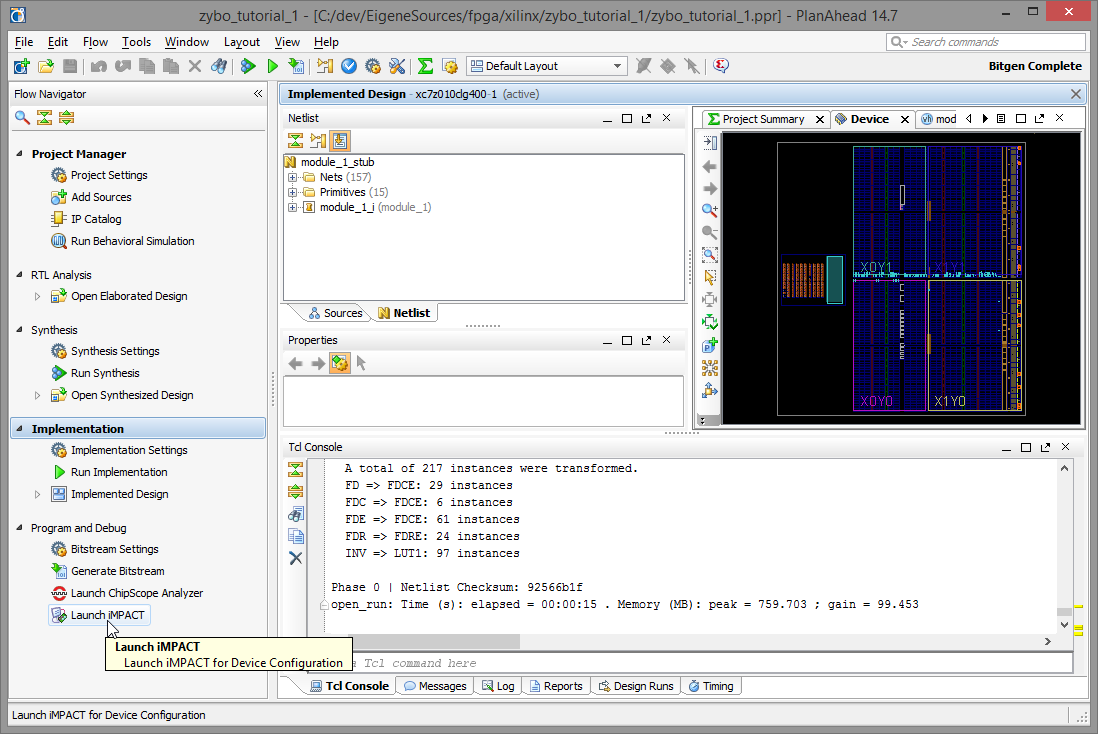 zybo_tutorial_1 - [C:/dev/EigeneSources/fpga/xilinx/zybo_tutorial_1/zybo_tutorial_1.ppr] - PlanAhead 14.7
File Edit Flow Tools Window Layout View Help
Search commands
Default Layout
Bitgen Complete
Flow Navigator
Project Manager
Project Settings
Add Sources
IP Catalog
Run Behavioral Simulation
RTL Analysis
Open Elaborated Design
Synthesis
Synthesis Settings
Run Synthesis
Open Synthesized Design
Implementation
Implementation Settings
Run Implementation
Implemented Design
Program and Debug
Bitstream Settings
Generate Bitstream
Launch ChipScope Analyzer
Launch iMPACT
Launch iMPACT
Launch iMPACT for Device Configuration
Implemented Design - xc7z010clg400-1 (active)
Netlist
module_1_stub
Nets (157)
Primitives (15)
module_1_i (module_1)
Sources Netlist
Properties
Project Summary Device mod
X0Y1 X1Y1
X0Y0 X1Y0
Tcl Console
A total of 217 instances were transformed.
FD => FDCE: 29 instances
FDC => FDCE: 6 instances
FDE => FDCE: 61 instances
FDR => FDRE: 24 instances
INV => LUT1: 97 instances
Phase 0 | Netlist Checksum: 92566b1f
open_run: Time (s): elapsed = 00:00:15 . Memory (MB): peak = 759.703 ; gain = 99.453
a Tcl command here
Tcl Console Messages Log Reports Design Runs Timing
Launch iMPACT for Device Configuration